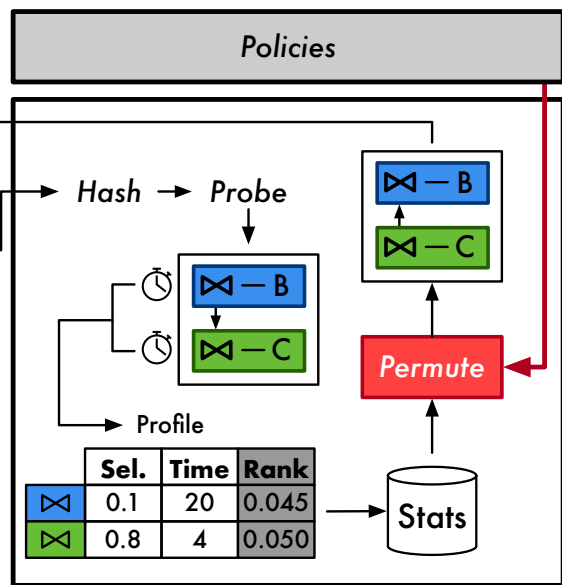 Policies
Hash
Probe
⋈ — B
⋈ — C
⋈ — B
⋈ — C
Permute
Profile
Sel. Time Rank
⋈ 0.1 20 0.045
⋈ 0.8 4 0.050
Stats